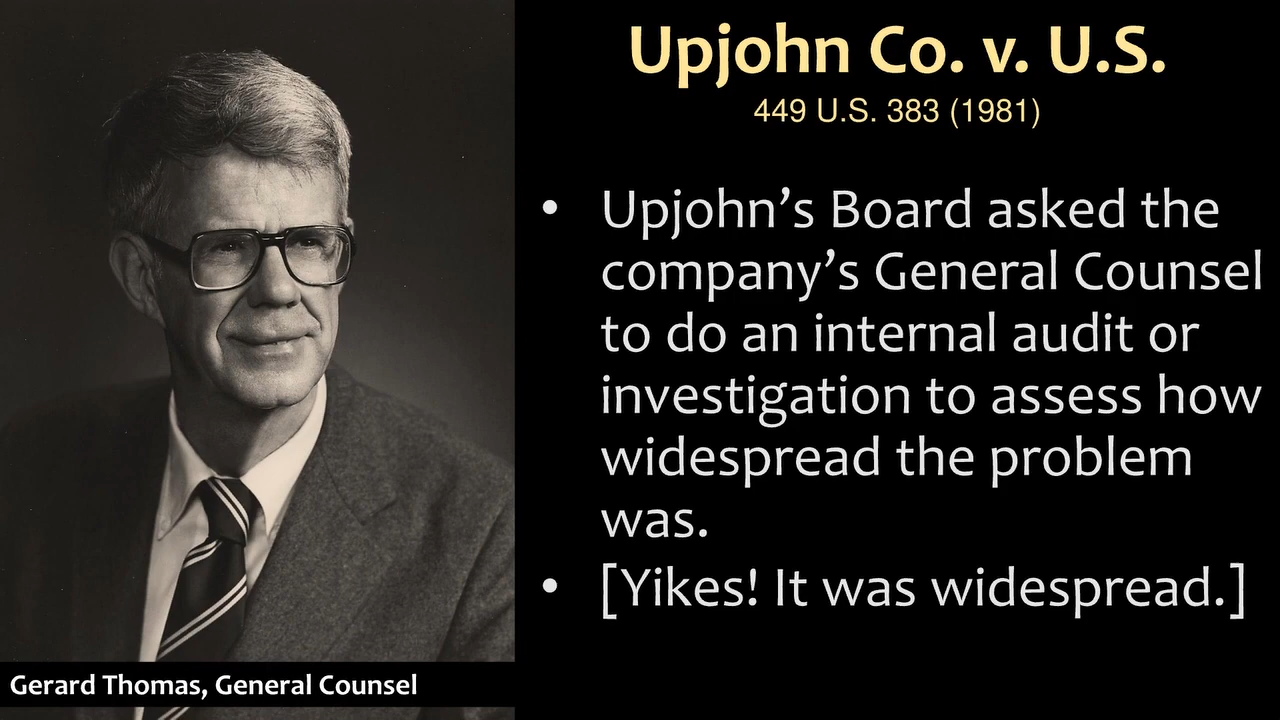 Upjohn Co. v. U.S.
449 U.S. 383 (1981)
• Upjohn’s Board asked the
company’s General Counsel
to do an internal audit or
investigation to assess how
widespread the problem
was.
• [Yikes! It was widespread.]
Gerard Thomas, General Counsel